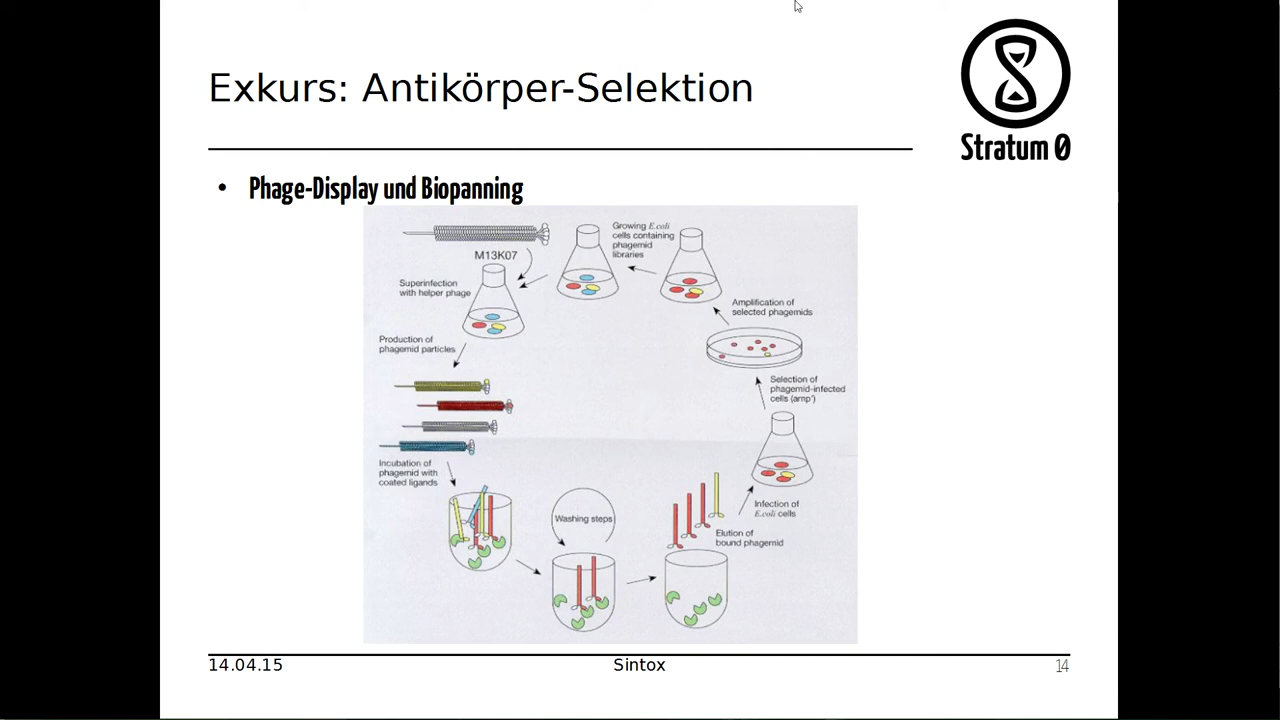 Exkurs: Antikörper-Selektion
Stratum 0
• Phage-Display und Biopanning
M13K07
Growing E.coli
cells containing
phagemid
libraries
Superinfection
with helper phage
Amplification of
selected phagemids
Production of
phagemid particles
Selection of
phagemid-infected
cells (ampʳ)
Incubation of
phagemid with
coated ligands
Washing steps
Infection of
E.coli cells
Elution of
bound phagemid
14.04.15
Sintox
14